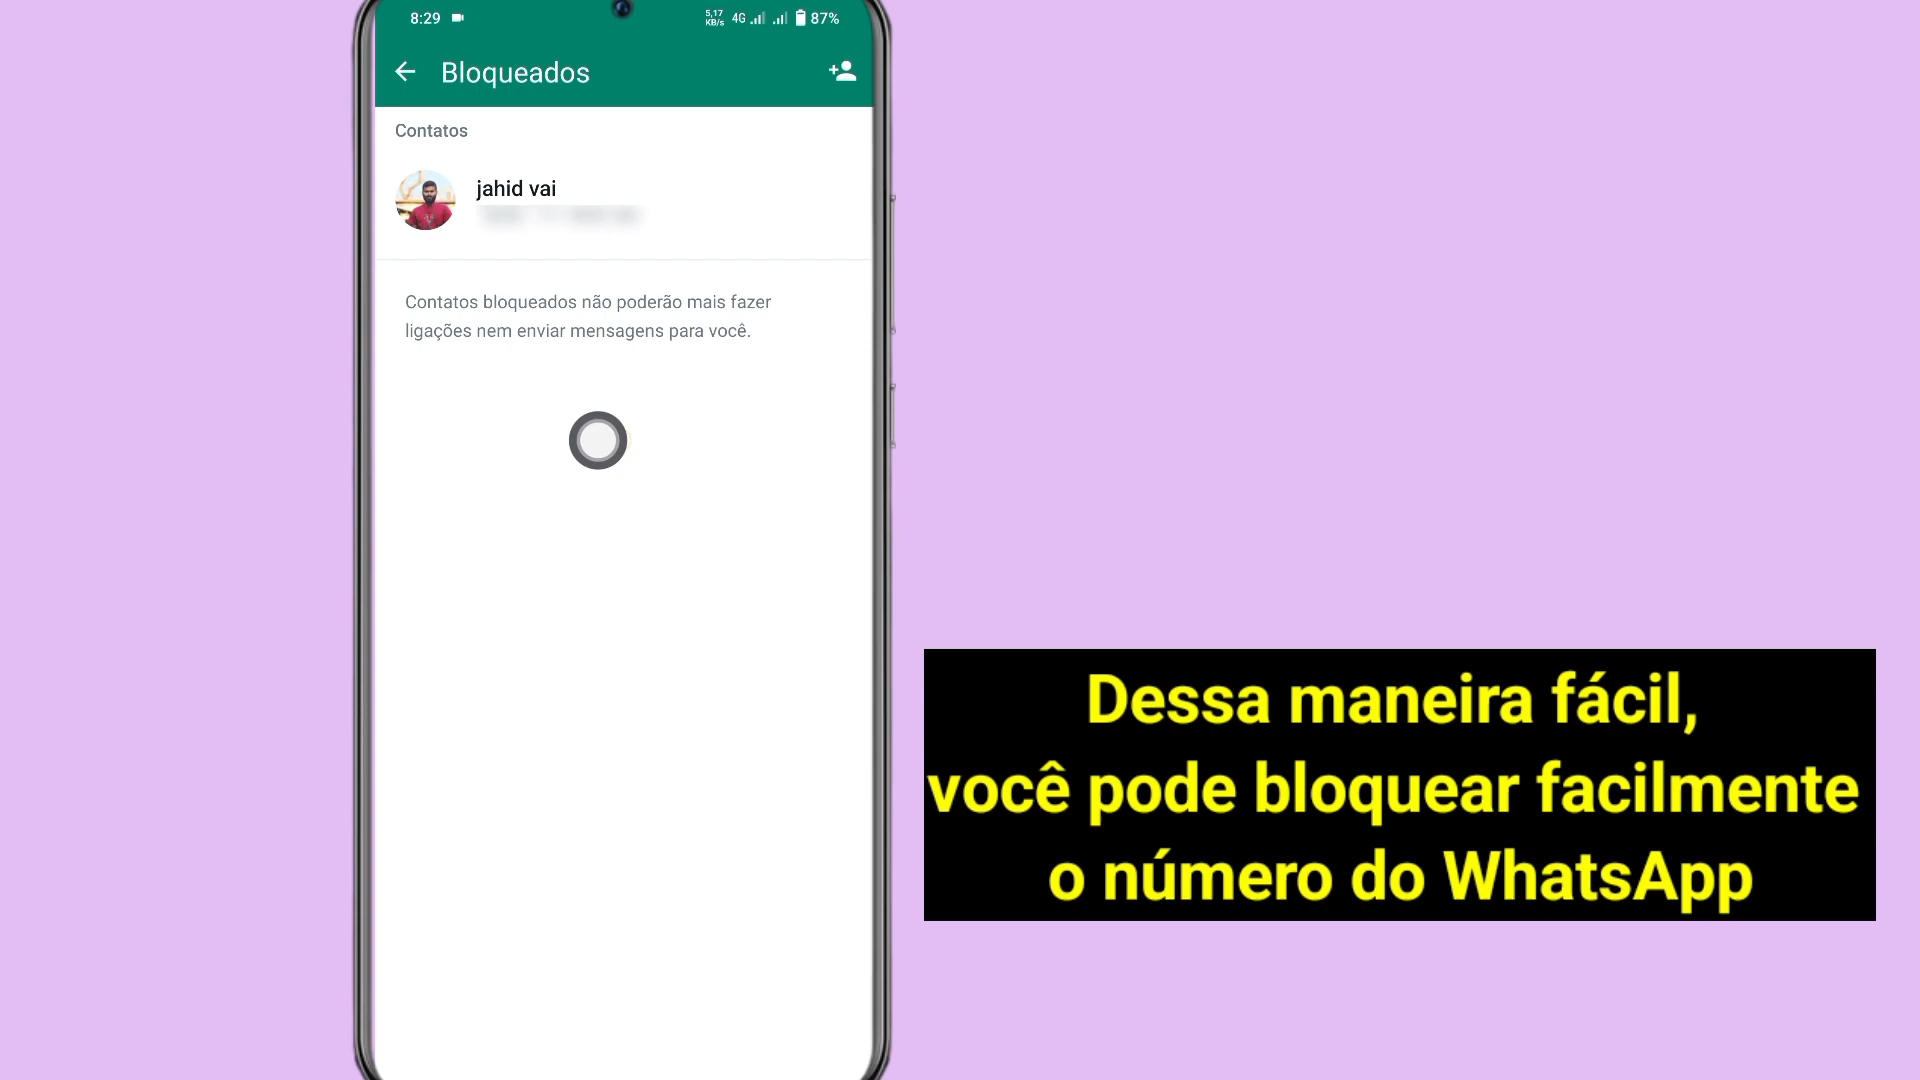 8:29
5,17
KB/s
4G
87%
Bloqueados
Contatos
jahid vai
Contatos bloqueados não poderão mais fazer
ligações nem enviar mensagens para você.
Dessa maneira fácil,
você pode bloquear facilmente
o número do WhatsApp